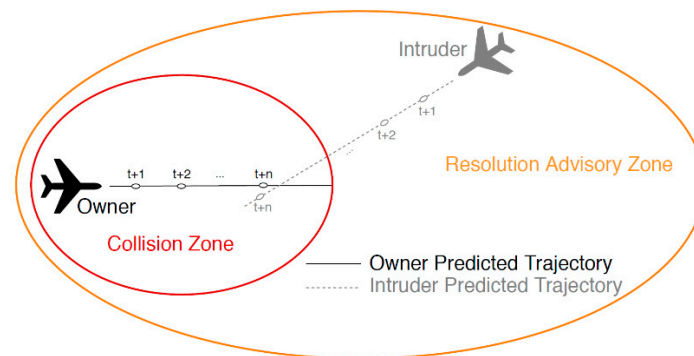 Intruder
t+1
t+2
...
Resolution Advisory Zone
t+1 t+2 ... t+n
Owner
t+n
Collision Zone
Owner Predicted Trajectory
Intruder Predicted Trajectory